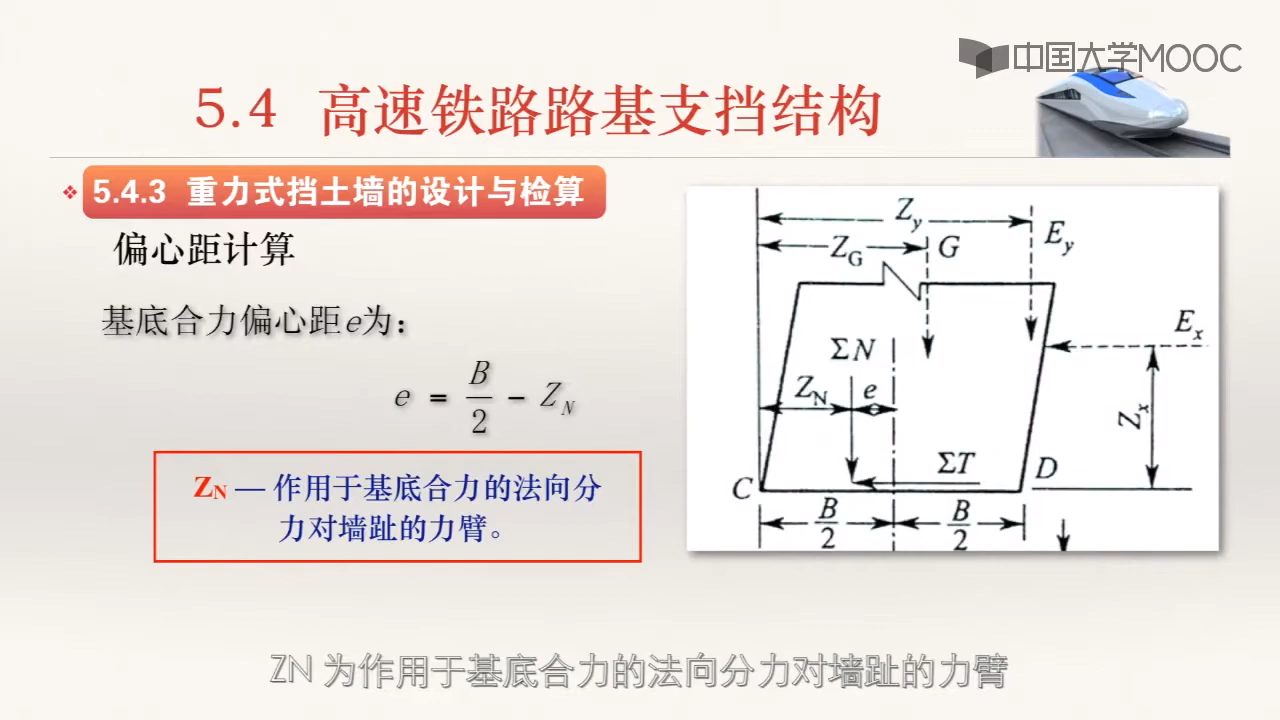 中国大学MOOC
5.4 高速铁路路基支挡结构
❖ 5.4.3 重力式挡土墙的设计与检算
偏心距计算
基底合力偏心距e为：
e = B/2 - Z_N
Z_N — 作用于基底合力的法向分
力对墙趾的力臂。
Z_y
E_y
Z_G
G
E_x
ΣN
Z_N
e
Z_x
ΣT
C
D
B/2
B/2
ZN 为作用于基底合力的法向分力对墙趾的力臂